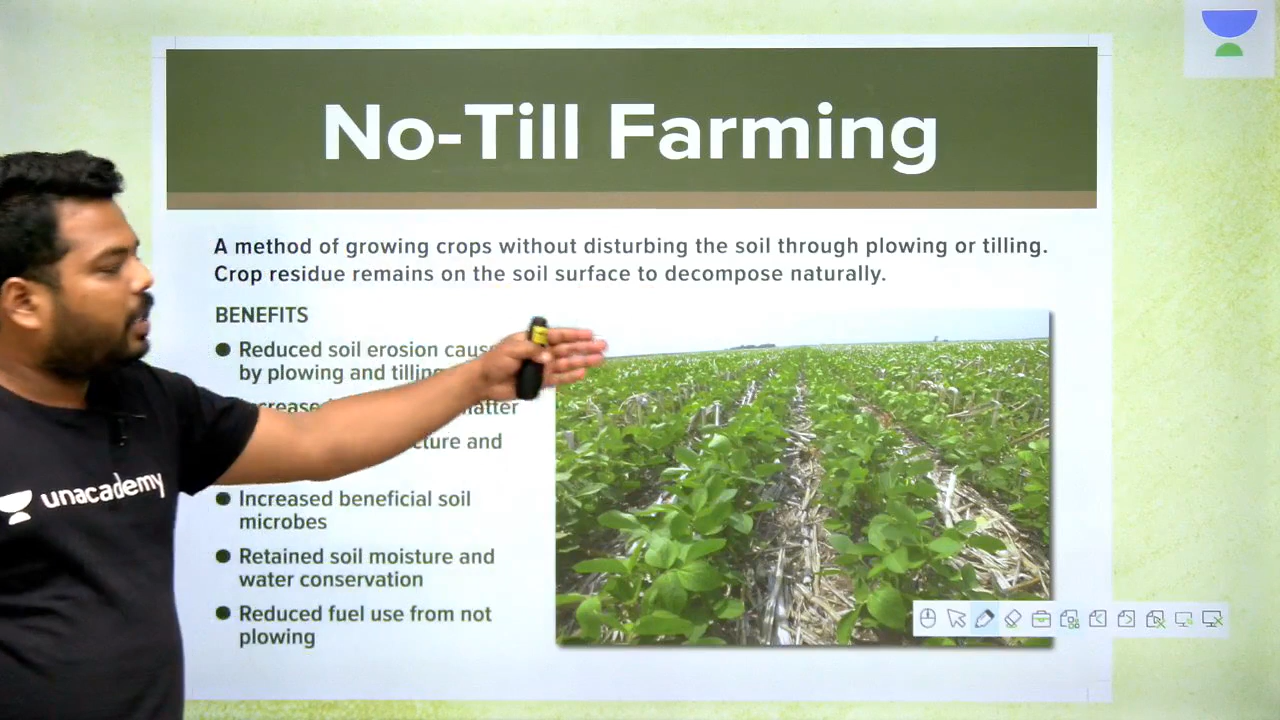 No-Till Farming
A method of growing crops without disturbing the soil through plowing or tilling.
Crop residue remains on the soil surface to decompose naturally.
BENEFITS
Reduced soil erosion
by plowing and tilling
matter
and
Increased beneficial soil
microbes
Retained soil moisture and
water conservation
Reduced fuel use from not
plowing
unacademy